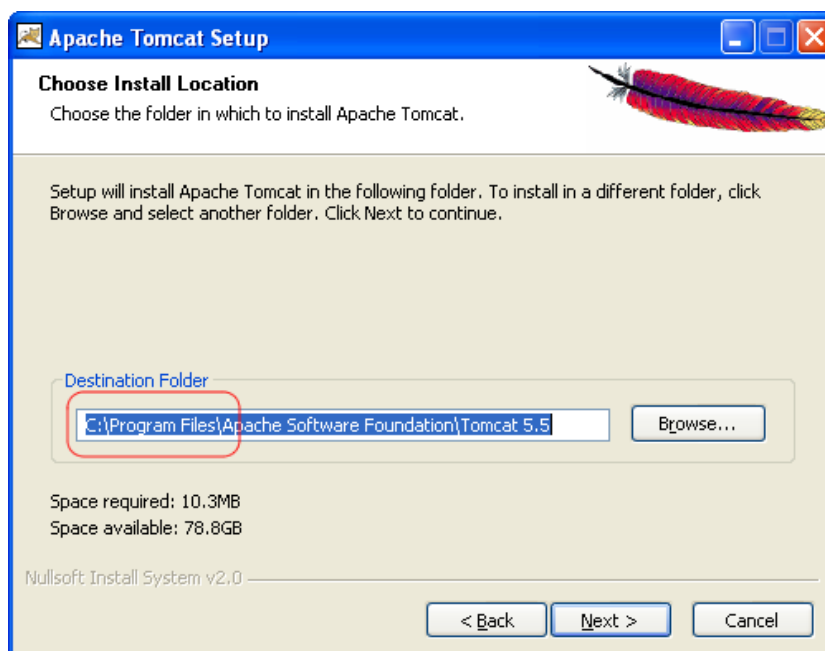 Apache Tomcat Setup
Choose Install Location
Choose the folder in which to install Apache Tomcat.
Setup will install Apache Tomcat in the following folder. To install in a different folder, click
Browse and select another folder. Click Next to continue.
Destination Folder
C:\Program Files\Apache Software Foundation\Tomcat 5.5
Browse...
Space required: 10.3MB
Space available: 78.8GB
Nullsoft Install System v2.0
< Back
Next >
Cancel